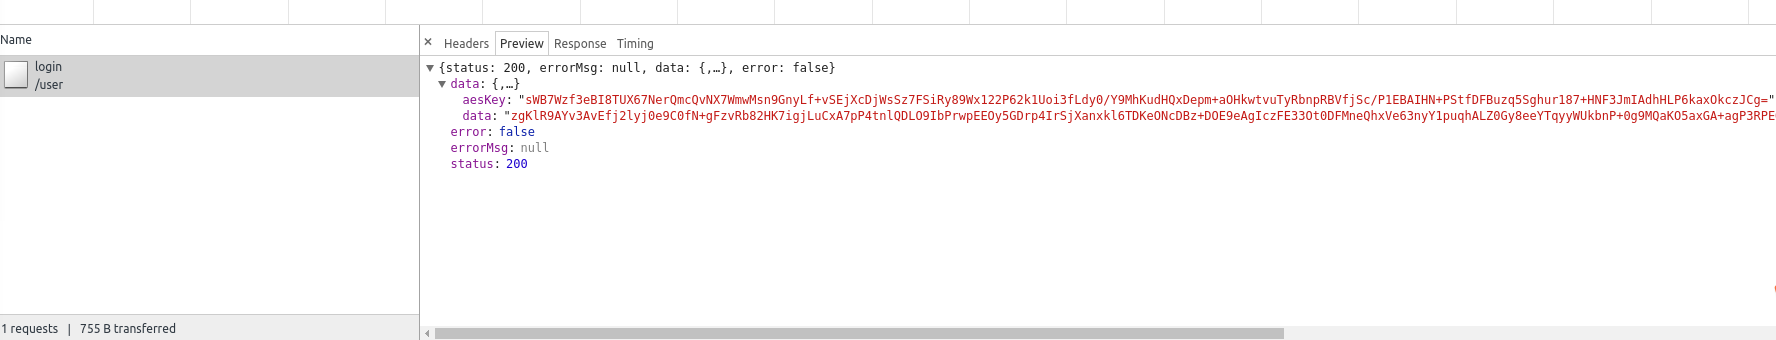 Name
login
/user
1 requests | 755 B transferred
× Headers Preview Response Timing
{status: 200, errorMsg: null, data: {,…}, error: false}
data: {,…}
aesKey: "sWB7Wzf3eBI8TUX67NerQmcQvNX7WmwMsn9GnyLf+vSEjXcDjWsSz7FSiRy89Wx122P62k1Uoi3fLdy0/Y9MhKudHQxDepm+aOHkwtvuTyRbnpRBVfjSc/P1EBAIHN+PStfDFBuzq5Sghur187+HNF3JmIAdhHLP6kaxOkczJCg="
data: "zgKlR9AYv3AvEfj2lyj0e9C0fN+gFzvRb82HK7igjLuCxA7pP4tnlQDLO9IbPrwpEEOy5GDrp4IrSjXanxkl6TDKeONcDBz+DOE9eAgIczFE33Ot0DFMneQhxVe63nyY1puqhALZ0Gy0eeYTqyyWUkbnP+0g9MQaKO5axGA+agP3RPE
error: false
errorMsg: null
status: 200